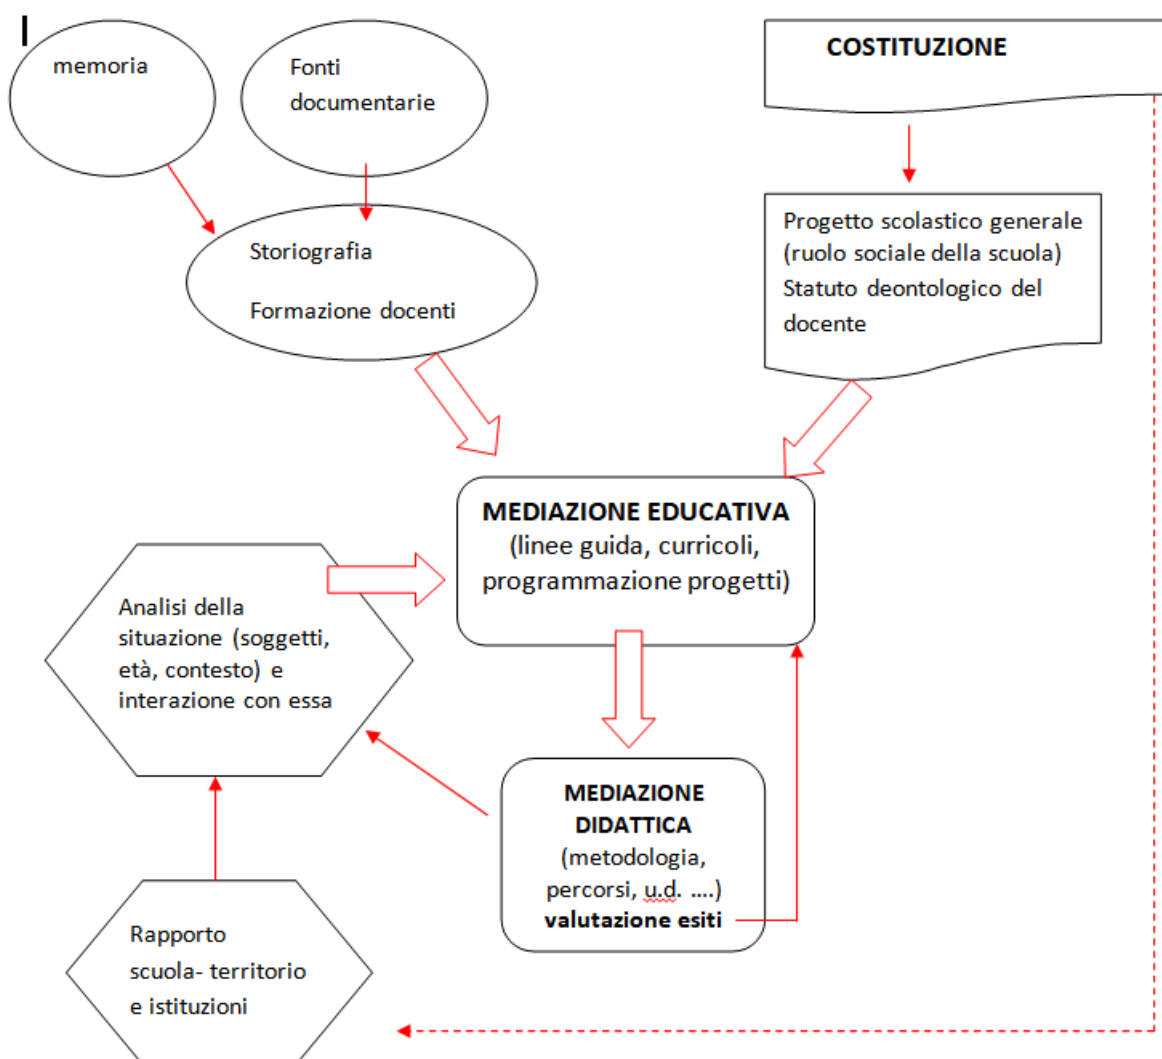 memoria
Fonti
documentarie
COSTITUZIONE
Storiografia
Formazione docenti
Progetto scolastico generale
(ruolo sociale della scuola)
Statuto deontologico del
docente
MEDIAZIONE EDUCATIVA
(linee guida, curricoli,
programmazione progetti)
Analisi della
situazione (soggetti,
età, contesto) e
interazione con essa
MEDIAZIONE
DIDATTICA
(metodologia,
percorsi, u.d. ....)
valutazione esiti
Rapporto
scuola- territorio
e istituzioni